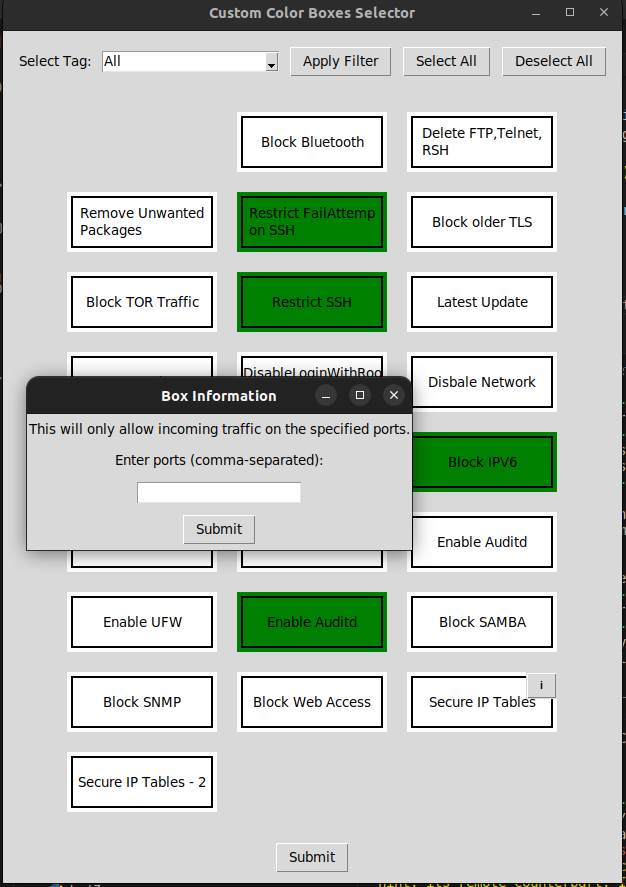 Custom Color Boxes Selector
Select Tag: All Apply Filter Select All Deselect All
Block Bluetooth
Delete FTP,Telnet,
RSH
Remove Unwanted
Packages
Restrict FailAttemp
on SSH
Block older TLS
Block TOR Traffic
Restrict SSH
Latest Update
DisableLoginWithRoo
Disbale Network
Box Information
This will only allow incoming traffic on the specified ports.
Enter ports (comma-separated):
Submit
Block IPV6
Enable Auditd
Enable UFW
Enable Auditd
Block SAMBA
Block SNMP
Block Web Access
Secure IP Tables
i
Secure IP Tables - 2
Submit